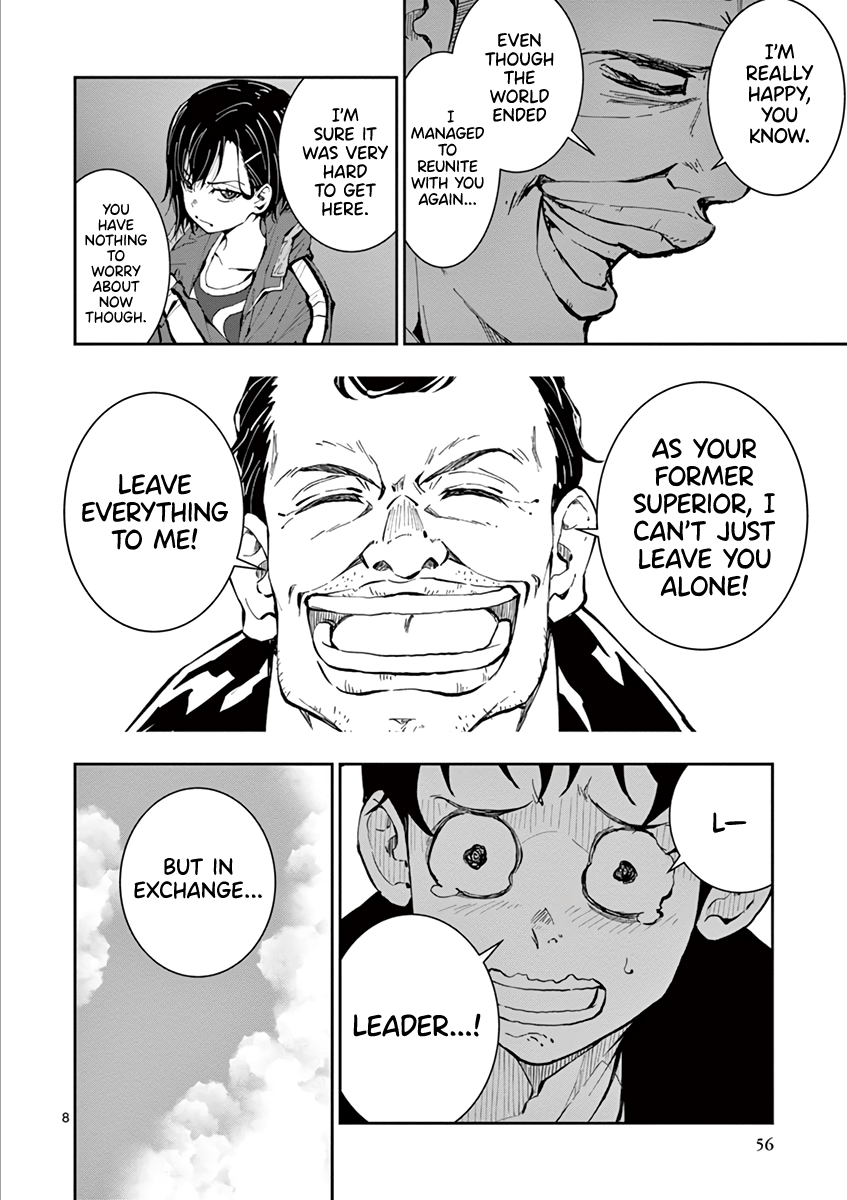 I'M
REALLY
HAPPY,
YOU
KNOW.
EVEN
THOUGH
THE
WORLD
ENDED
I
MANAGED
TO
REUNITE
WITH YOU
AGAIN...
I'M
SURE IT
WAS VERY
HARD
TO GET
HERE.
YOU
HAVE
NOTHING
TO
WORRY
ABOUT
NOW
THOUGH.
AS YOUR
FORMER
SUPERIOR, I
CAN'T JUST
LEAVE YOU
ALONE!
LEAVE
EVERYTHING
TO ME!
L—
LEADER...!
BUT IN
EXCHANGE...
8
56